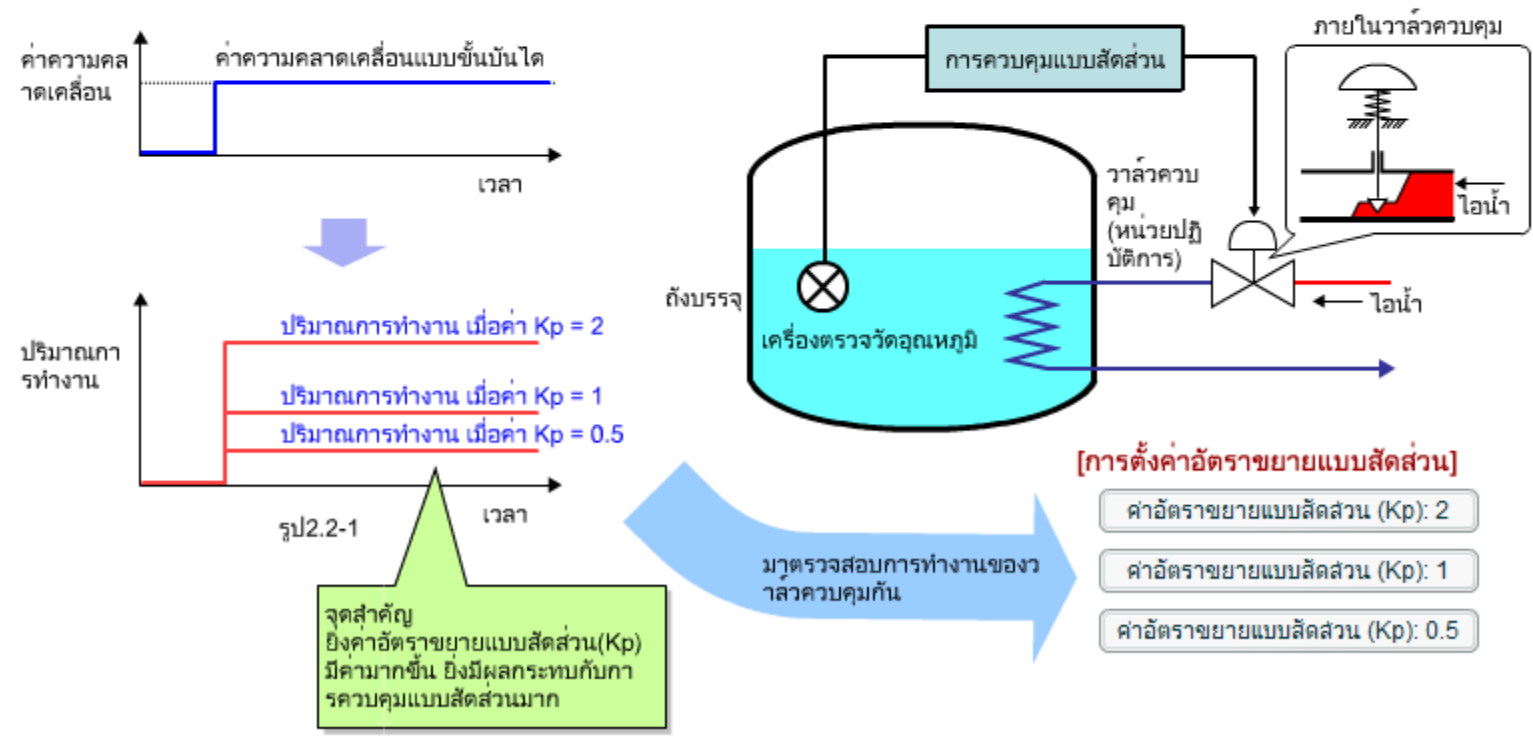 ค่าความคล
าดเคลื่อน
ค่าความคลาดเคลื่อนแบบขั้นบันได
เวลา
ปริมาณกา
รทำงาน
ปริมาณการทำงาน เมื่อค่า Kp = 2
ปริมาณการทำงาน เมื่อค่า Kp = 1
ปริมาณการทำงาน เมื่อค่า Kp = 0.5
เวลา
รูป2.2-1
จุดสำคัญ
ยิ่งค่าอัตราขยายแบบสัดส่วน(Kp)
มีค่ามากขึ้น ยิ่งมีผลกระทบกับกา
รควบคุมแบบสัดส่วนมาก
การควบคุมแบบสัดส่วน
ภายในวาล์วควบคุม
ไอน้ำ
วาล์วควบ
คุม
(หน่วยปฏิ
บัติการ)
ไอน้ำ
ถังบรรจุ
เครื่องตรวจวัดอุณหภูมิ
มาตรวจสอบการทำงานของว
าล์วควบคุมกัน
[การตั้งค่าอัตราขยายแบบสัดส่วน]
ค่าอัตราขยายแบบสัดส่วน (Kp): 2
ค่าอัตราขยายแบบสัดส่วน (Kp): 1
ค่าอัตราขยายแบบสัดส่วน (Kp): 0.5